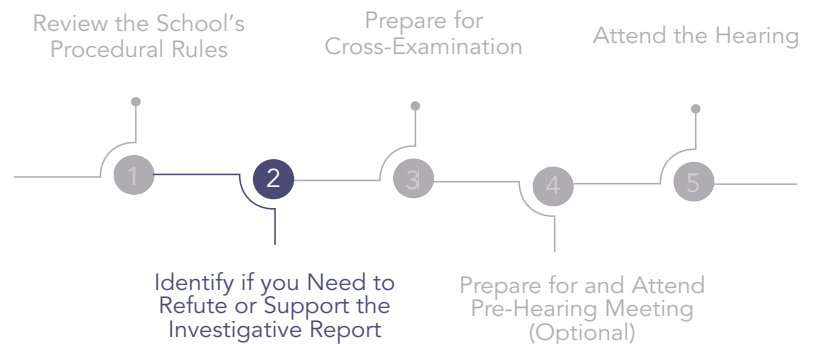 Review the School's
Procedural Rules
Prepare for
Cross-Examination
Attend the Hearing
1
2
3
4
5
Identify if you Need to
Refute or Support the
Investigative Report
Prepare for and Attend
Pre-Hearing Meeting
(Optional)